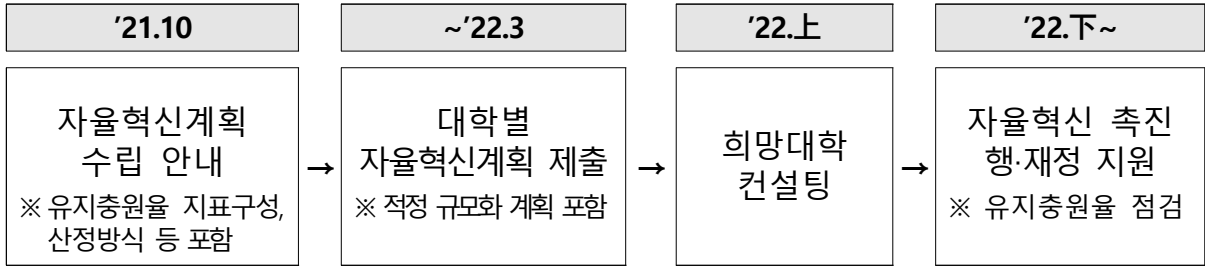 '21.10
~'22.3
'22.上
'22.下~
자율혁신계획
수립 안내
※ 유지충원율 지표구성,
산정방식 등 포함
→
대학별
자율혁신계획 제출
※ 적정 규모화 계획 포함
→
희망대학
컨설팅
→
자율혁신 촉진
행·재정 지원
※ 유지충원율 점검